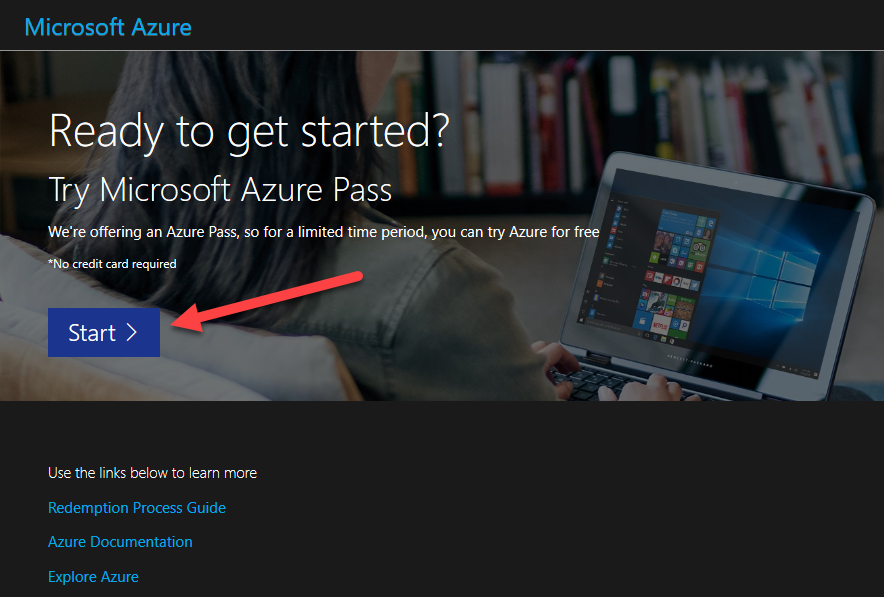 Microsoft Azure
Ready to get started?
Try Microsoft Azure Pass
We're offering an Azure Pass, so for a limited time period, you can try Azure for free
*No credit card required
Start
Use the links below to learn more
Redemption Process Guide
Azure Documentation
Explore Azure